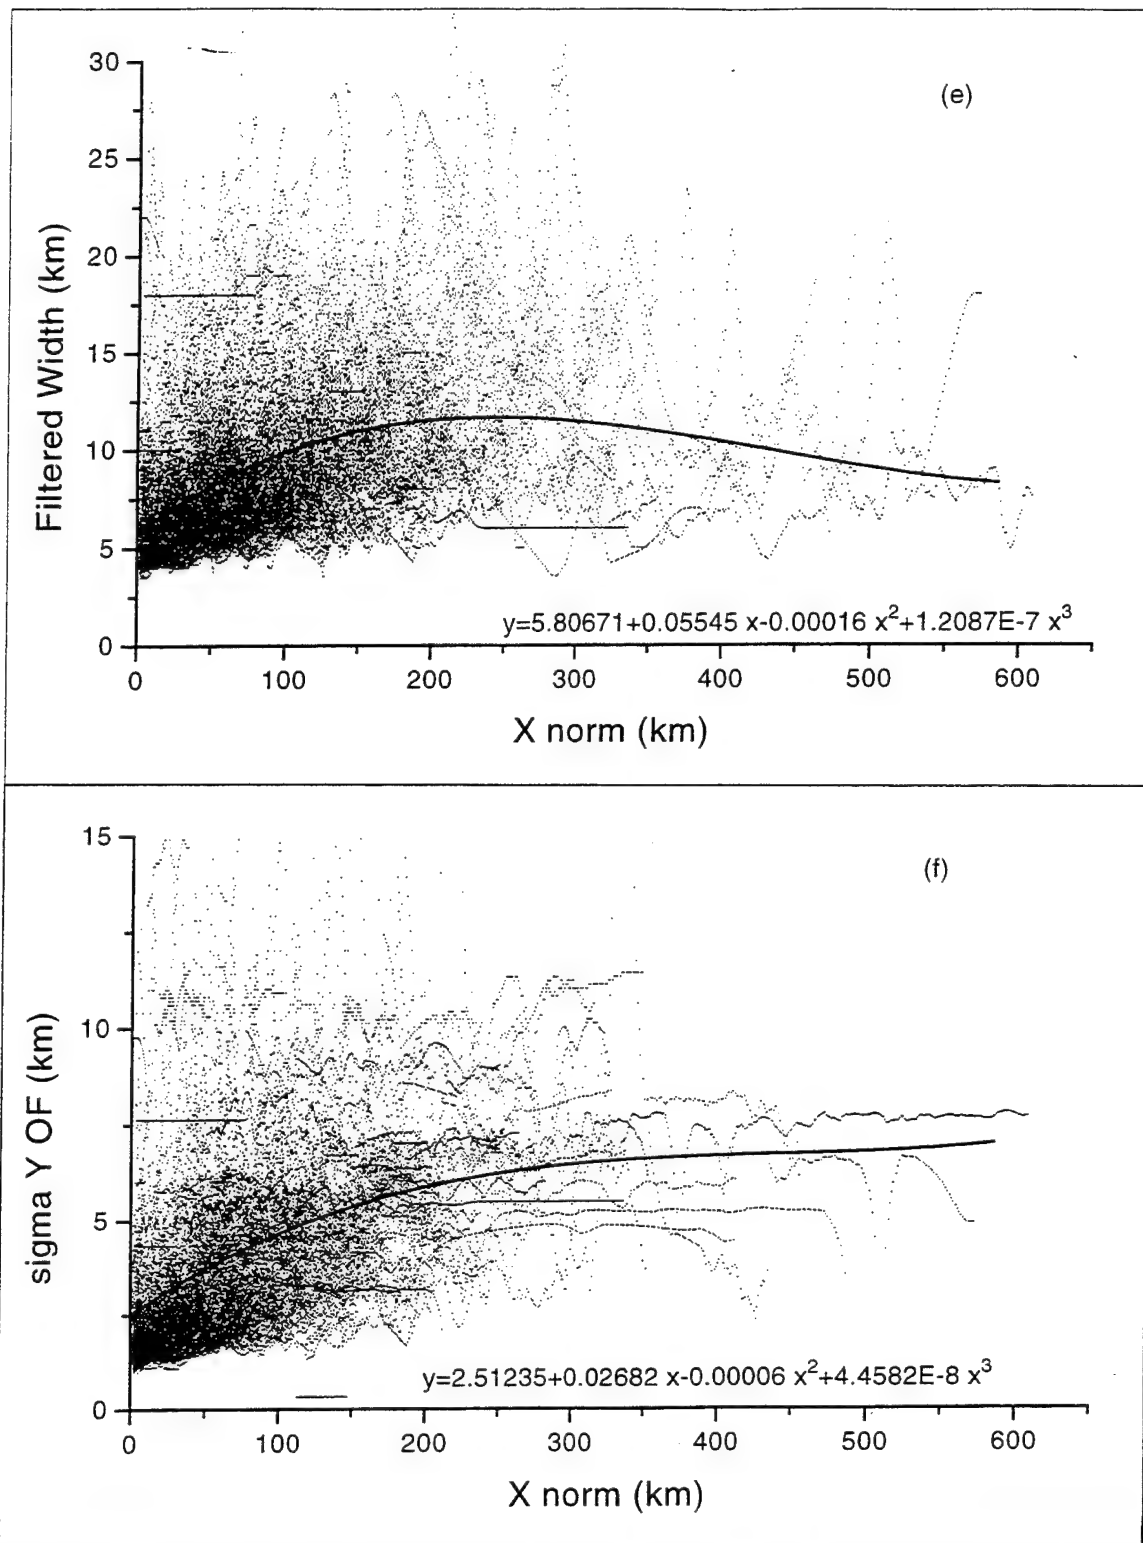 (e)
30
25
20
15
10
5
0
Filtered Width (km)
y=5.80671+0.05545 x-0.00016 x²+1.2087E-7 x³
0 100 200 300 400 500 600
X norm (km)
(f)
15
10
5
0
sigma Y OF (km)
y=2.51235+0.02682 x-0.00006 x²+4.4582E-8 x³
0 100 200 300 400 500 600
X norm (km)